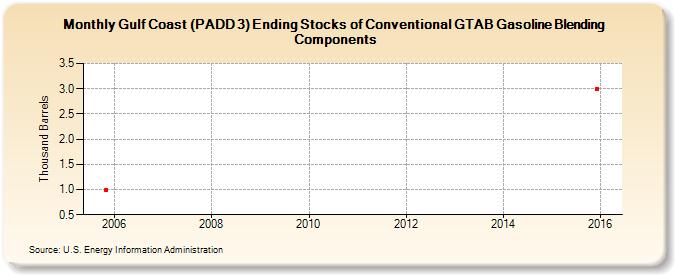 Monthly Gulf Coast (PADD 3) Ending Stocks of Conventional GTAB Gasoline Blending
Components
Thousand Barrels
3.5
3.0
2.5
2.0
1.5
1.0
0.5
2006 2008 2010 2012 2014 2016
Source: U.S. Energy Information Administration